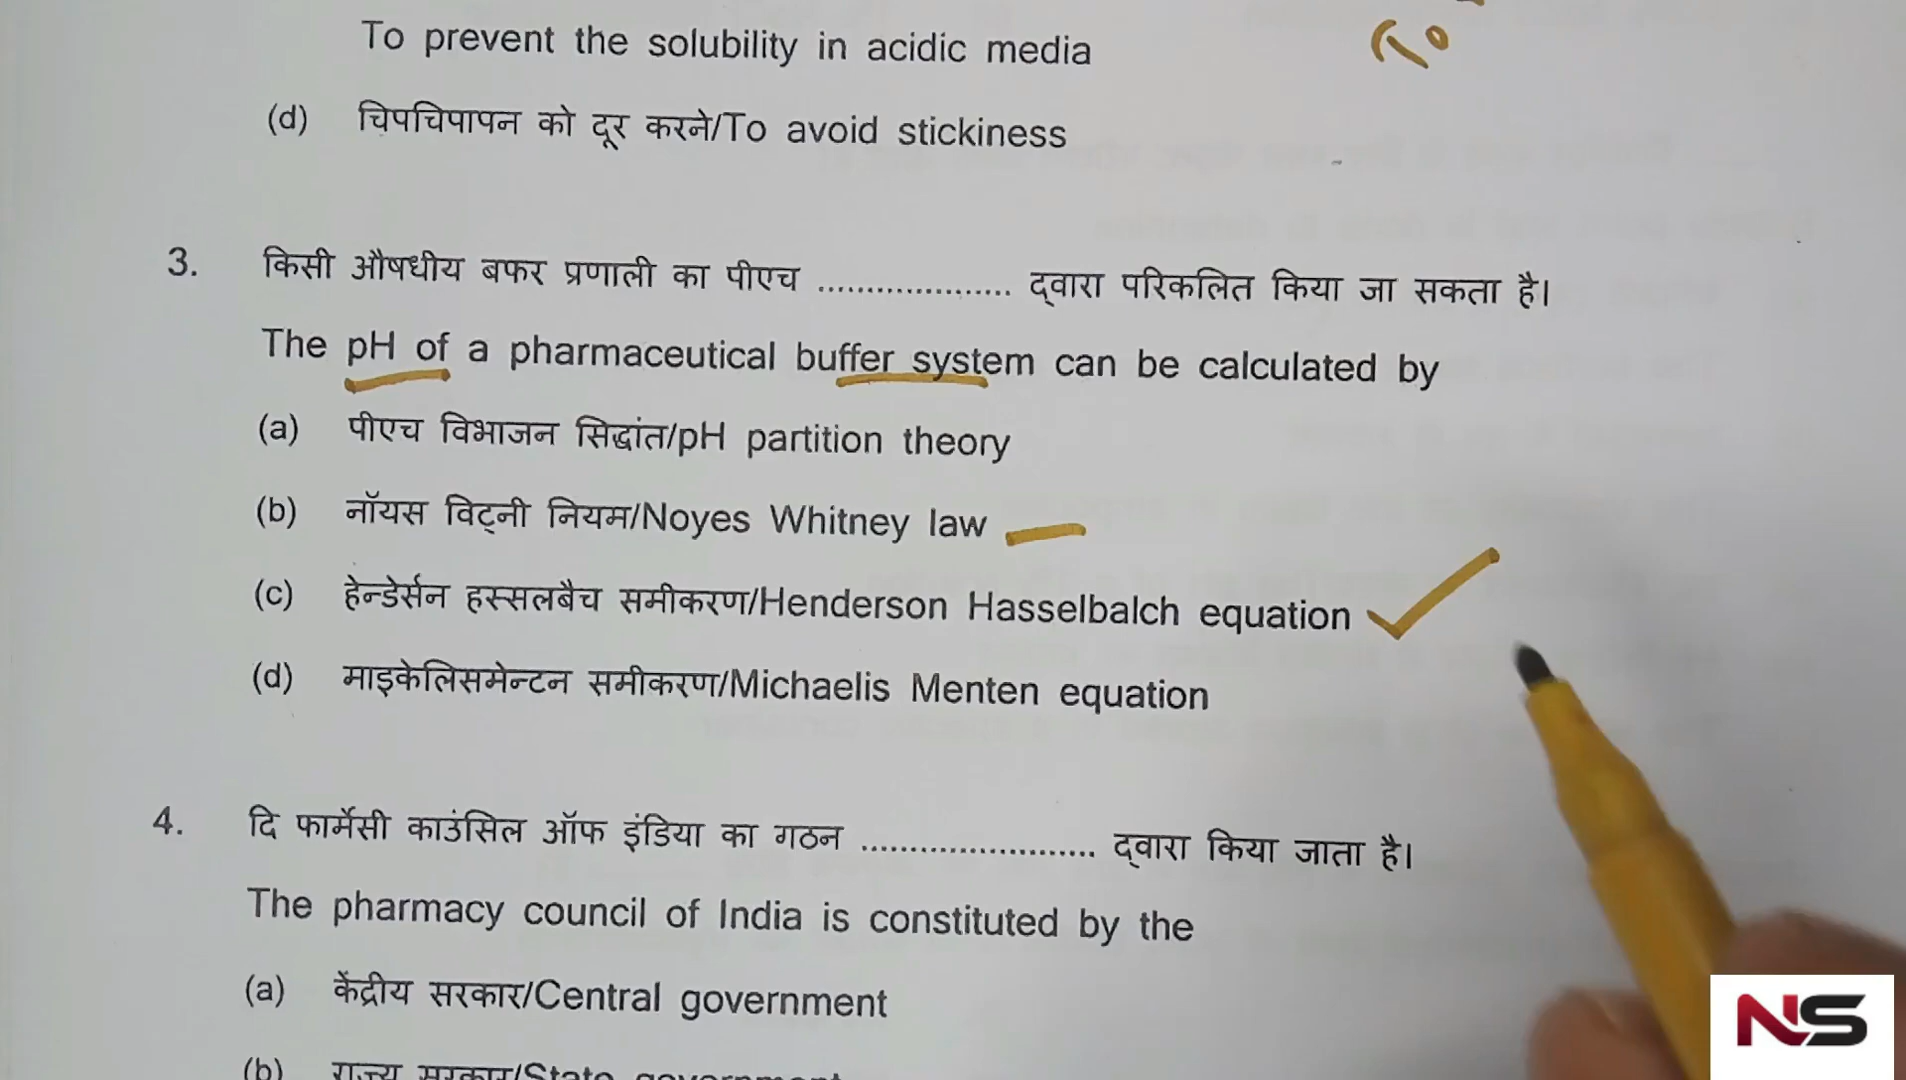 To prevent the solubility in acidic media
(d) चिपचिपापन को दूर करने/To avoid stickiness
3. किसी औषधीय बफर प्रणाली का पीएच .................... द्वारा परिकलित किया जा सकता है।
The pH of a pharmaceutical buffer system can be calculated by
(a) पीएच विभाजन सिद्धांत/pH partition theory
(b) नॉयस विट्नी नियम/Noyes Whitney law
(c) हेन्डेर्सन हस्सलबैच समीकरण/Henderson Hasselbalch equation
(d) माइकेलिसमेन्टन समीकरण/Michaelis Menten equation
4. दि फार्मेसी काउंसिल ऑफ इंडिया का गठन ........................ द्वारा किया जाता है।
The pharmacy council of India is constituted by the
(a) केंद्रीय सरकार/Central government
(b) राज्य सरकार/State government
NS